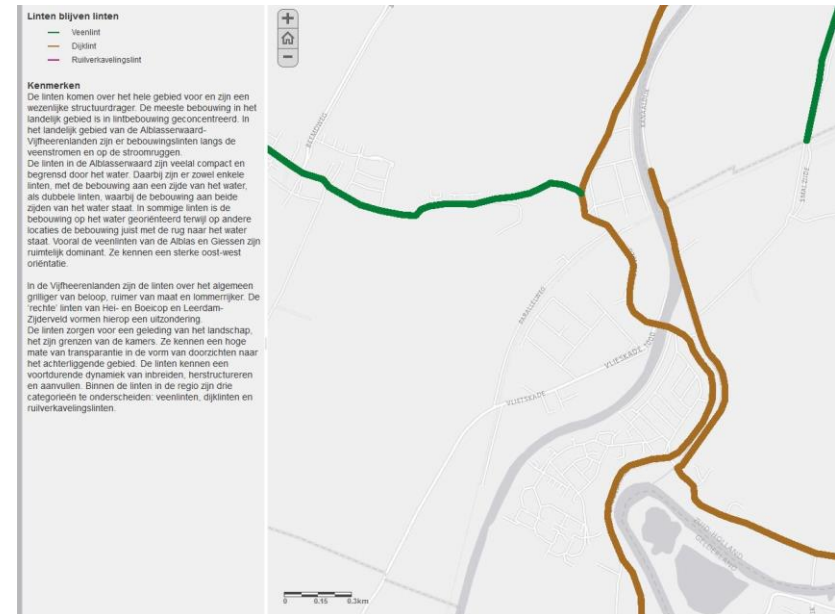 Linten blijven linten
Veenlint
Dijklint
Ruilverkavelingslint
Kenmerken
De linten komen over het hele gebied voor en zijn een
wezenlijke structuurdrager. De meeste bebouwing in het
landelijk gebied is in lintbebouwing geconcentreerd. In
het landelijk gebied van de Alblasserwaard-
Vijfheerenlanden zijn er bebouwingslinten langs de
veenstromen en op de stroomruggen.
De linten in de Alblasserwaard zijn veelal compact en
begrensd door het water. Daarbij zijn er zowel enkele
linten, met de bebouwing aan een zijde van het water,
als dubbele linten, waarbij de bebouwing aan beide
zijden van het water staat. In sommige linten is de
bebouwing op het water georiënteerd terwijl op andere
locaties de bebouwing juist met de rug naar het water
staat. Vooral de veenlinten van de Alblas en Giessen zijn
ruimtelijk dominant. Ze kennen een sterke oost-west
oriëntatie.
In de Vijfheerenlanden zijn de linten over het algemeen
grilliger van beloop, ruimer van maat en lommerrijker. De
'rechte' linten van Hei- en Boeicop en Leerdam-
Zijderveld vormen hierop een uitzondering.
De linten zorgen voor een geleding van het landschap,
het zijn grenzen van de kamers. Ze kennen een hoge
mate van transparantie in de vorm van doorzichten naar
het achterliggende gebied. De linten kennen een
voortdurende dynamiek van inbreiden, herstructureren
en aanvullen. Binnen de linten in de regio zijn drie
categorieën te onderscheiden: veenlinten, dijklinten en
ruilverkavelingslinten.
+
−
BEEMDWEG
KANAALDIJK
SMALZIJDE
PARALLELWEG
VLIETSKADE
VLIESKADE
ZUID-HOLLAND
GELDERLAND
0 0.15 0.3km